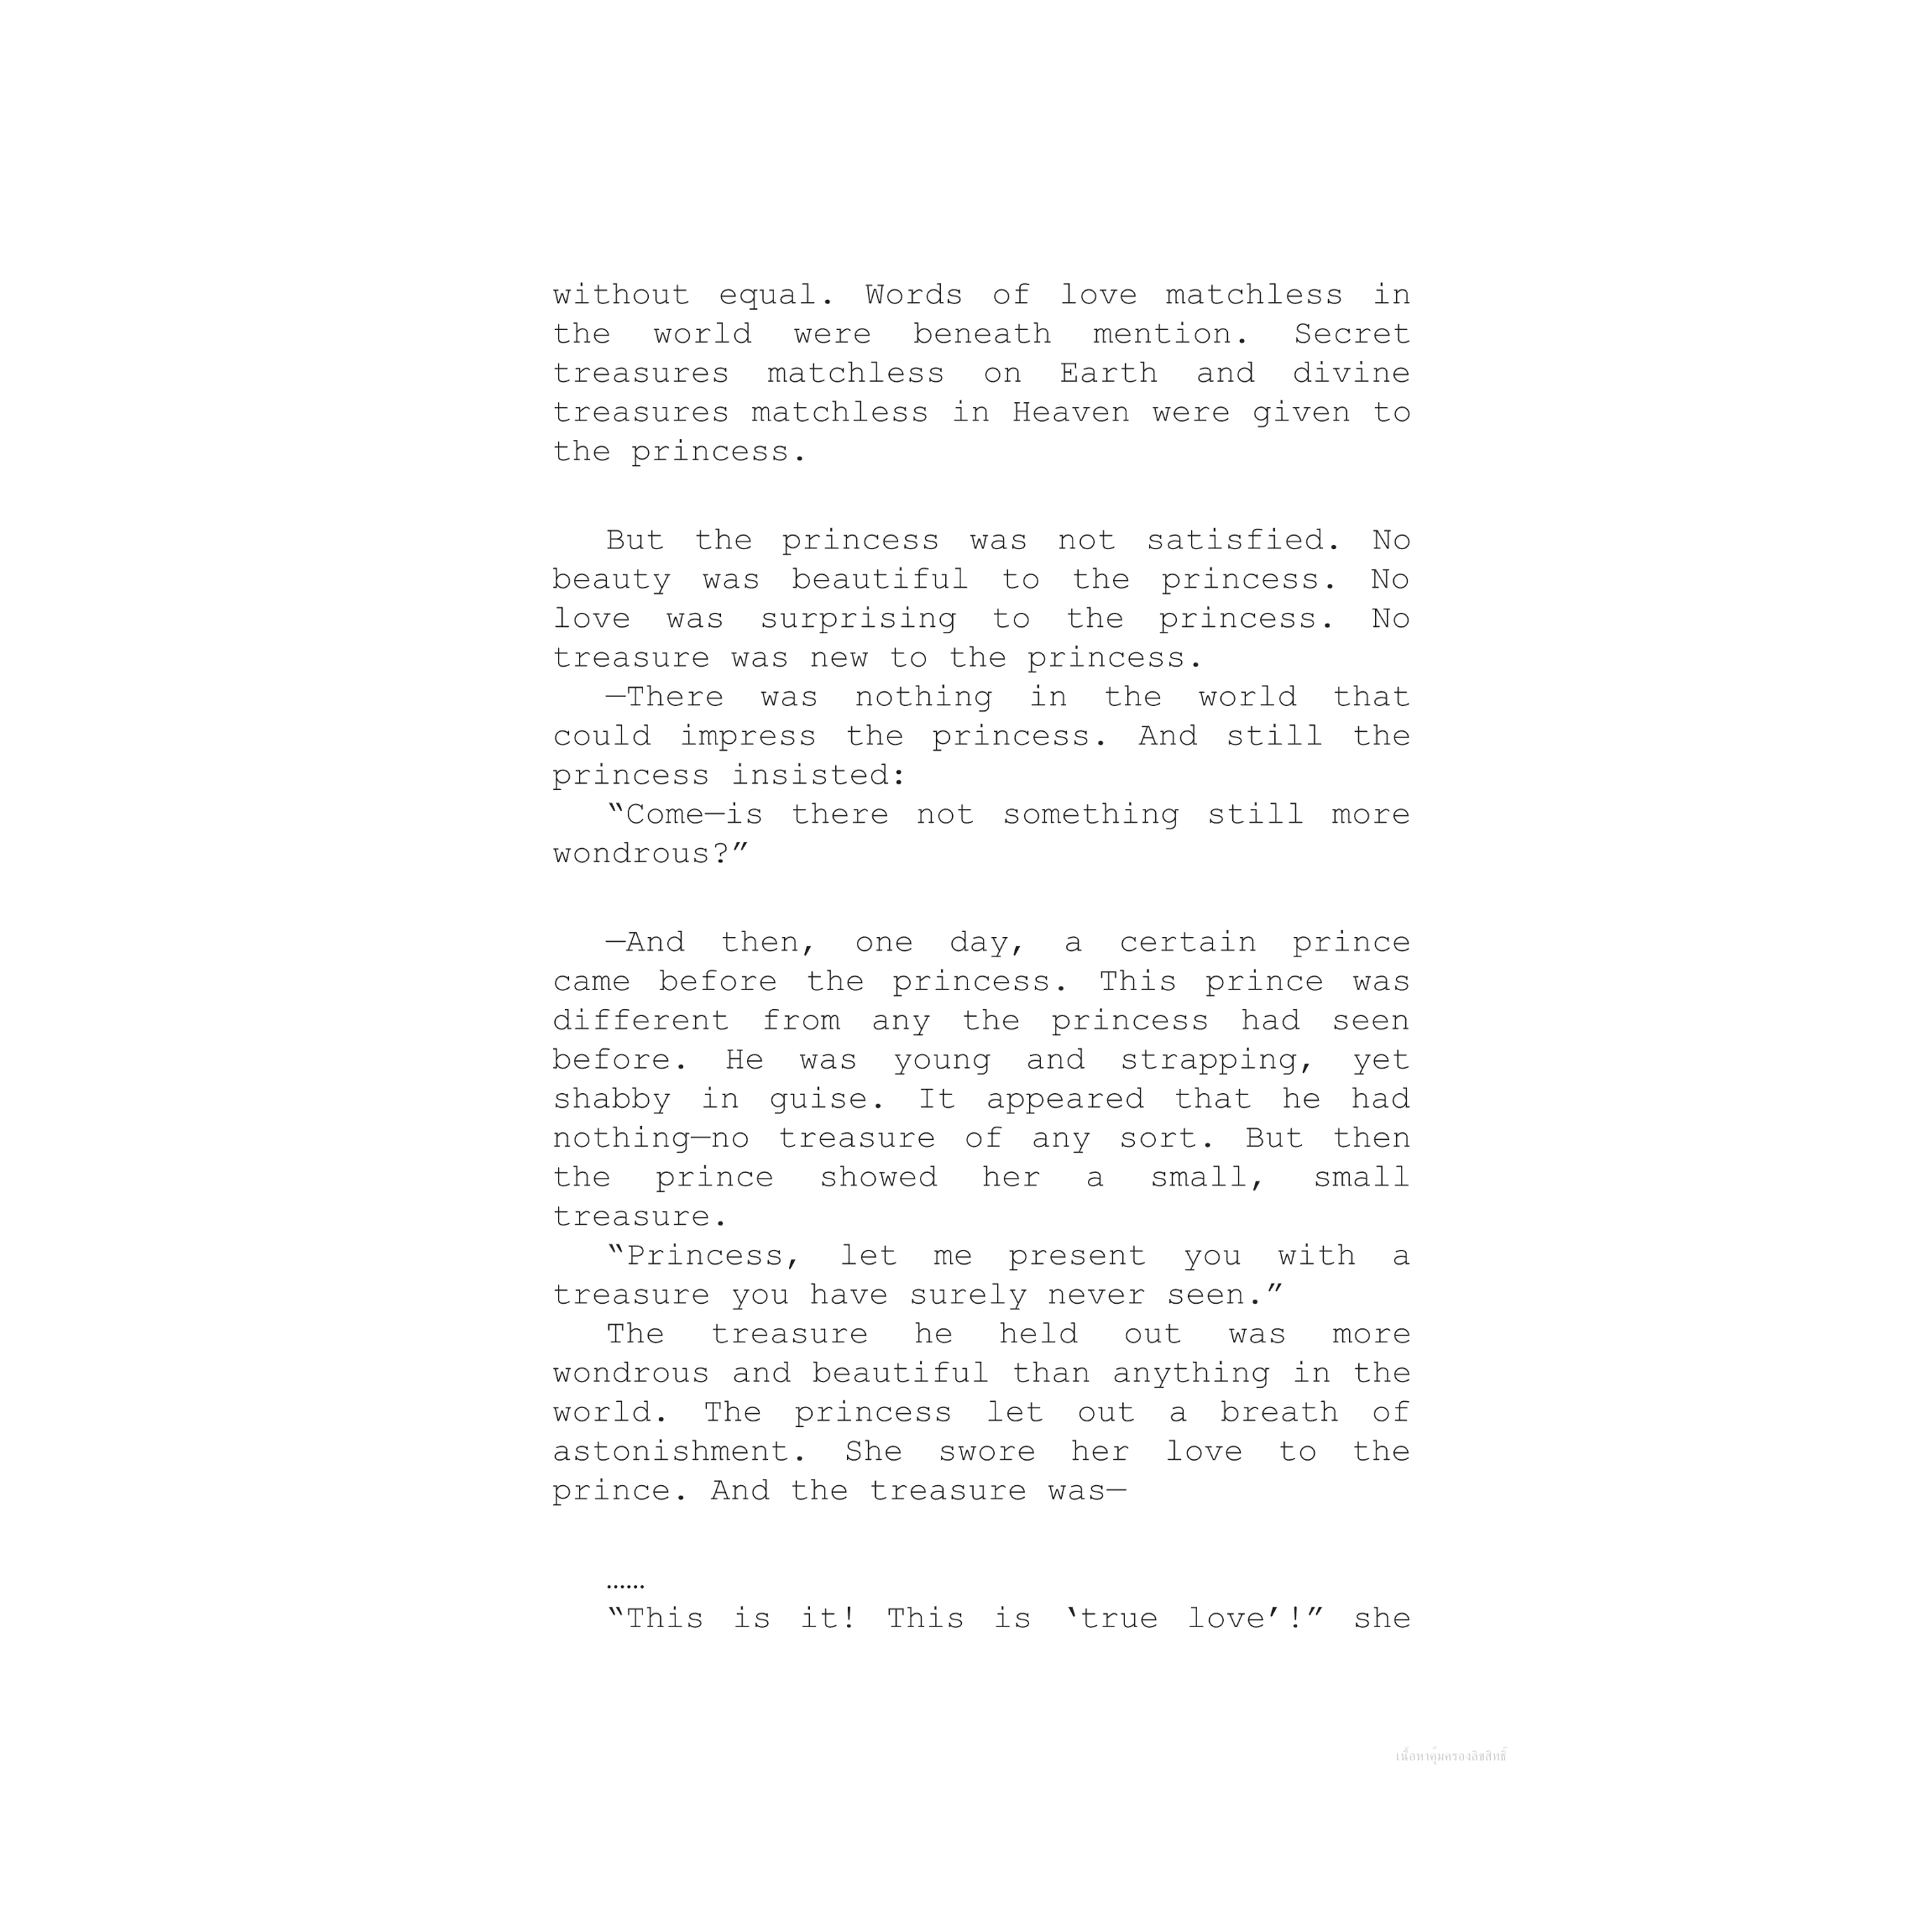 without equal. Words of love matchless in
the world were beneath mention. Secret
treasures matchless on Earth and divine
treasures matchless in Heaven were given to
the princess.
But the princess was not satisfied. No
beauty was beautiful to the princess. No
love was surprising to the princess. No
treasure was new to the princess.
—There was nothing in the world that
could impress the princess. And still the
princess insisted:
“Come—is there not something still more
wondrous?”
—And then, one day, a certain prince
came before the princess. This prince was
different from any the princess had seen
before. He was young and strapping, yet
shabby in guise. It appeared that he had
nothing—no treasure of any sort. But then
the prince showed her a small, small
treasure.
“Princess, let me present you with a
treasure you have surely never seen.”
The treasure he held out was more
wondrous and beautiful than anything in the
world. The princess let out a breath of
astonishment. She swore her love to the
prince. And the treasure was—
……
“This is it! This is ‘true love’!” she
เนื้อหาคุ้มครองลิขสิทธิ์